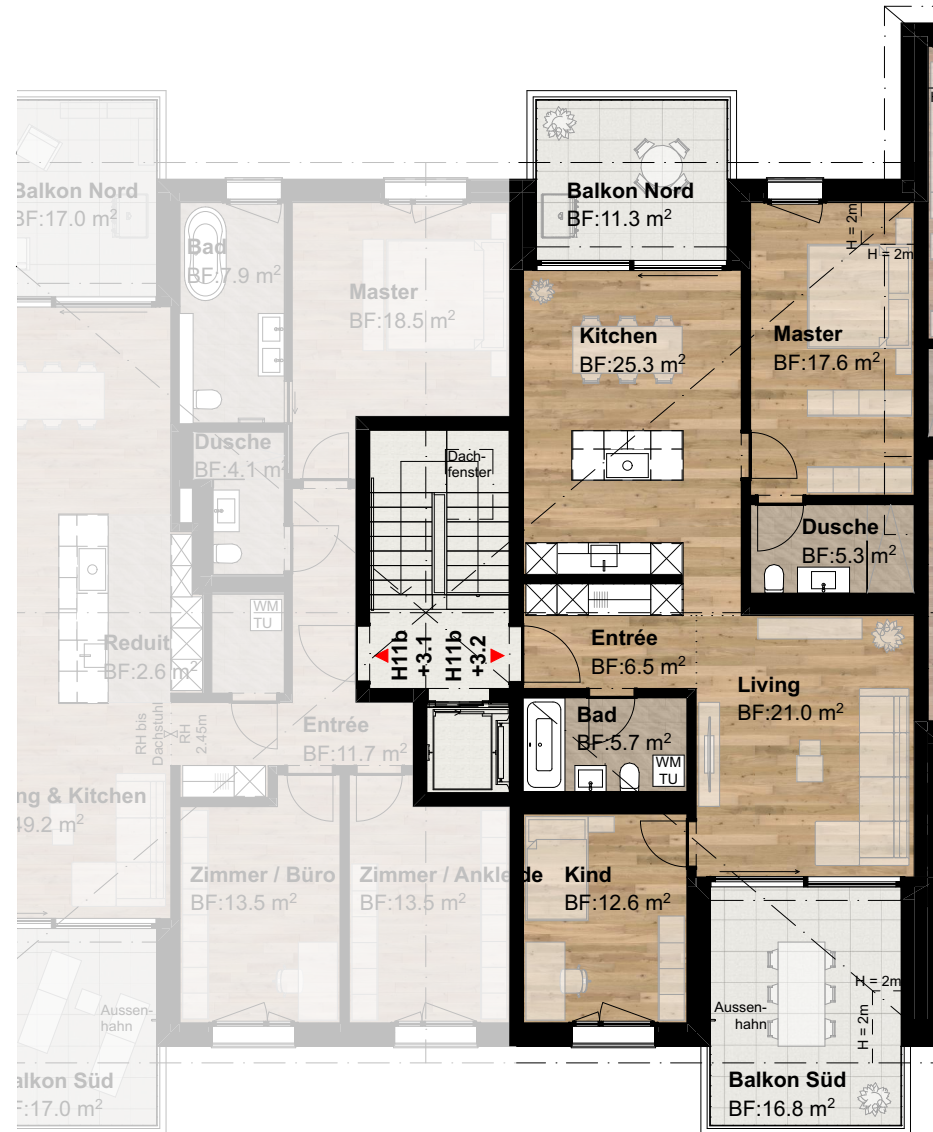 Balkon Nord
BF:17.0 m²
Bad
BF:7.9 m²
Master
BF:18.5 m²
Balkon Nord
BF:11.3 m²
H = 2m
H = 2m
Kitchen
BF:25.3 m²
Master
BF:17.6 m²
Dusche
BF:4.1 m²
Dach-
fenster
Dusche
BF:5.3 m²
WM
TU
Reduit
BF:2.6 m²
H11b
+3.1
H11b
+3.2
Entrée
BF:6.5 m²
Living
BF:21.0 m²
RH bis
Dachstuhl
RH
2.45m
Entrée
BF:11.7 m²
Bad
BF:5.7 m²
WM
TU
ng & Kitchen
49.2 m²
Zimmer / Büro
BF:13.5 m²
Zimmer / Ankleide
BF:13.5 m²
Kind
BF:12.6 m²
Aussen-
hahn
Aussen-
hahn
H = 2m
H = 2m
alkon Süd
F:17.0 m²
Balkon Süd
BF:16.8 m²